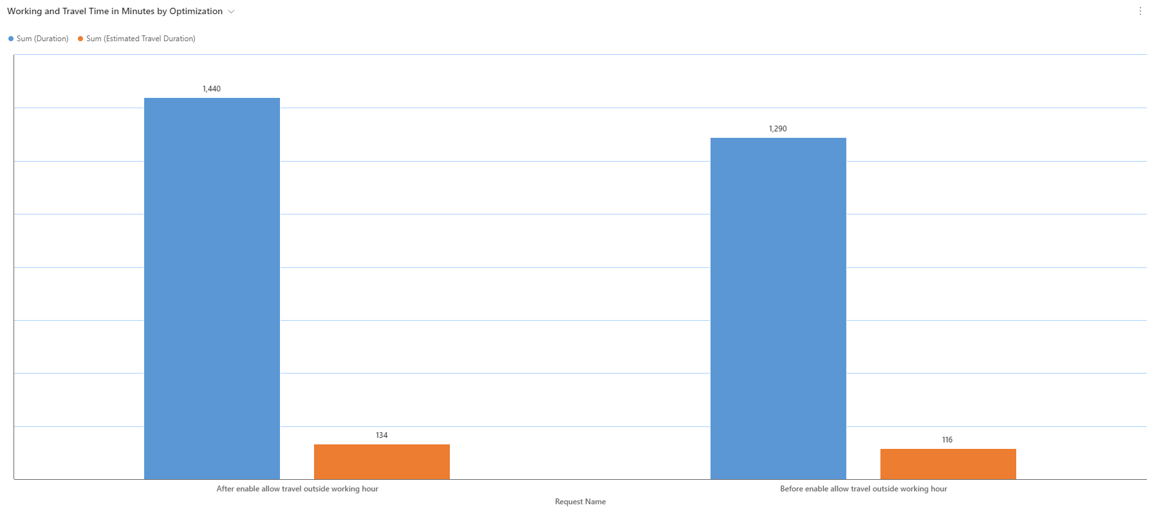 Working and Travel Time in Minutes by Optimization
Sum (Duration) Sum (Estimated Travel Duration)
1,440
1,290
134
116
After enable allow travel outside working hour
Before enable allow travel outside working hour
Request Name